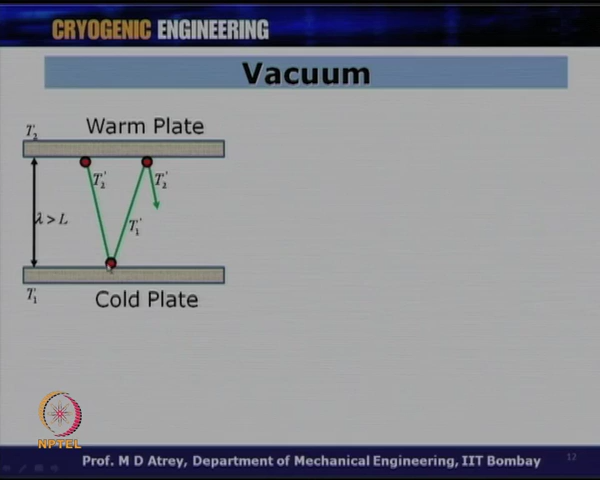 CRYOGENIC ENGINEERING
Vacuum
T₂
Warm Plate
T₂' T₂'
λ > L
T₁'
T₁
Cold Plate
NPTEL
Prof. M D Atrey, Department of Mechanical Engineering, IIT Bombay
12